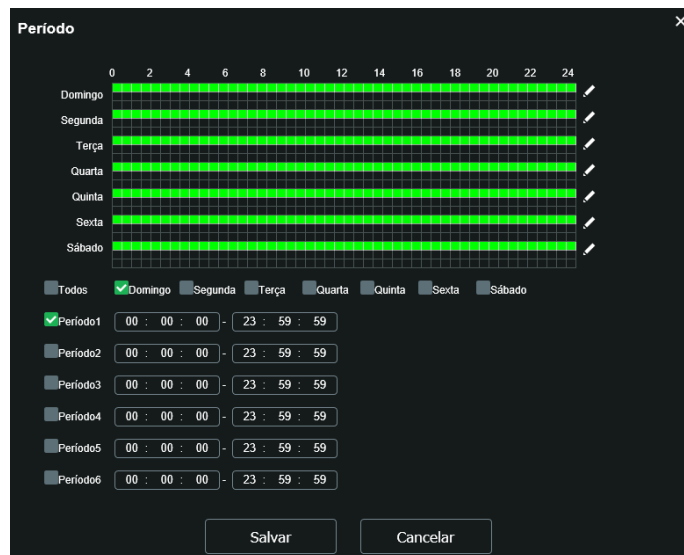 Período
×
0 2 4 6 8 10 12 14 16 18 20 22 24
Domingo
Segunda
Terça
Quarta
Quinta
Sexta
Sábado
Todos Domingo Segunda Terça Quarta Quinta Sexta Sábado
Período1 00 : 00 : 00 - 23 : 59 : 59
Período2 00 : 00 : 00 - 23 : 59 : 59
Período3 00 : 00 : 00 - 23 : 59 : 59
Período4 00 : 00 : 00 - 23 : 59 : 59
Período5 00 : 00 : 00 - 23 : 59 : 59
Período6 00 : 00 : 00 - 23 : 59 : 59
Salvar Cancelar